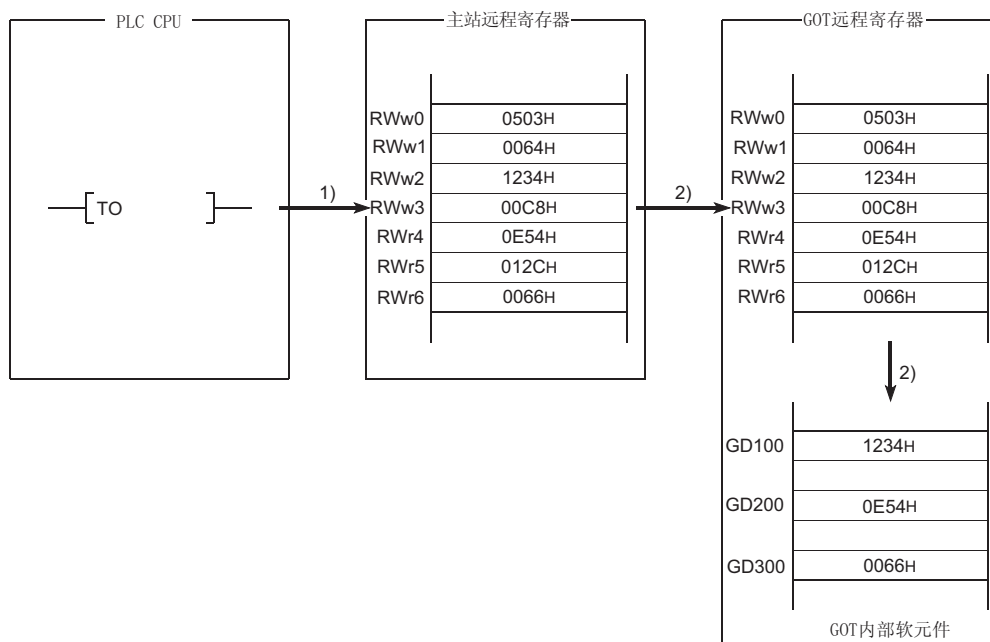 PLC CPU
TO
1)
主站远程寄存器
RWw0 0503H
RWw1 0064H
RWw2 1234H
RWw3 00C8H
RWr4 0E54H
RWr5 012CH
RWr6 0066H
2)
GOT远程寄存器
RWw0 0503H
RWw1 0064H
RWw2 1234H
RWw3 00C8H
RWr4 0E54H
RWr5 012CH
RWr6 0066H
2)
GD100 1234H
GD200 0E54H
GD300 0066H
GOT内部软元件